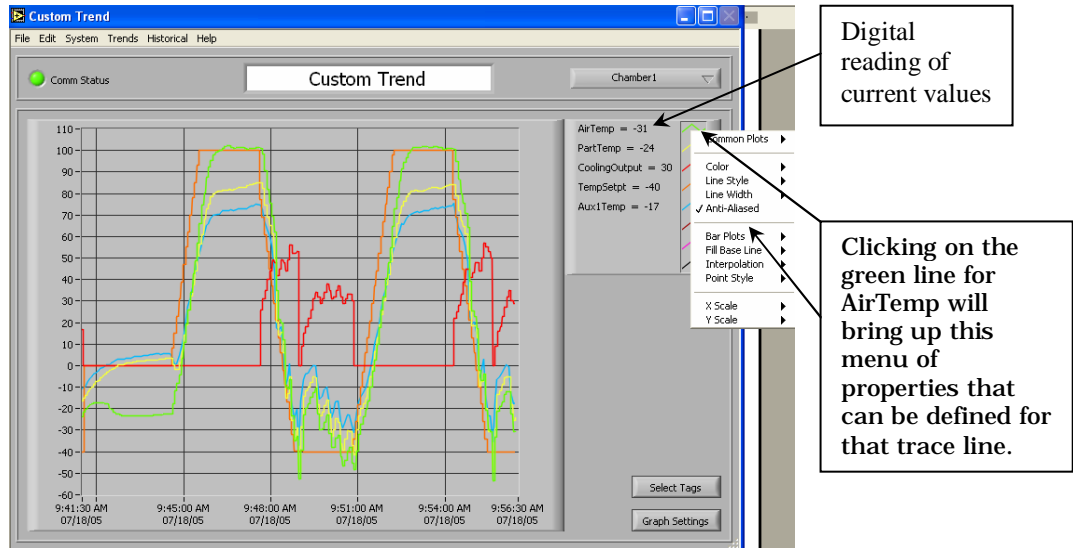 Custom Trend
File Edit System Trends Historical Help
Comm Status
Custom Trend
Chamber1
110
100
90
80
70
60
50
40
30
20
10
0
-10
-20
-30
-40
-50
-60
9:41:30 AM 9:45:00 AM 9:48:00 AM 9:51:00 AM 9:54:00 AM 9:56:30 AM
07/18/05 07/18/05 07/18/05 07/18/05 07/18/05 07/18/05
AirTemp = -31
PartTemp = -24
CoolingOutput = 30
TempSetpt = -40
Aux1Temp = -17
Common Plots
Color
Line Style
Line Width
Anti-Aliased
Bar Plots
Fill Base Line
Interpolation
Point Style
X Scale
Y Scale
Select Tags
Graph Settings
Digital
reading of
current values
Clicking on the
green line for
AirTemp will
bring up this
menu of
properties that
can be defined for
that trace line.